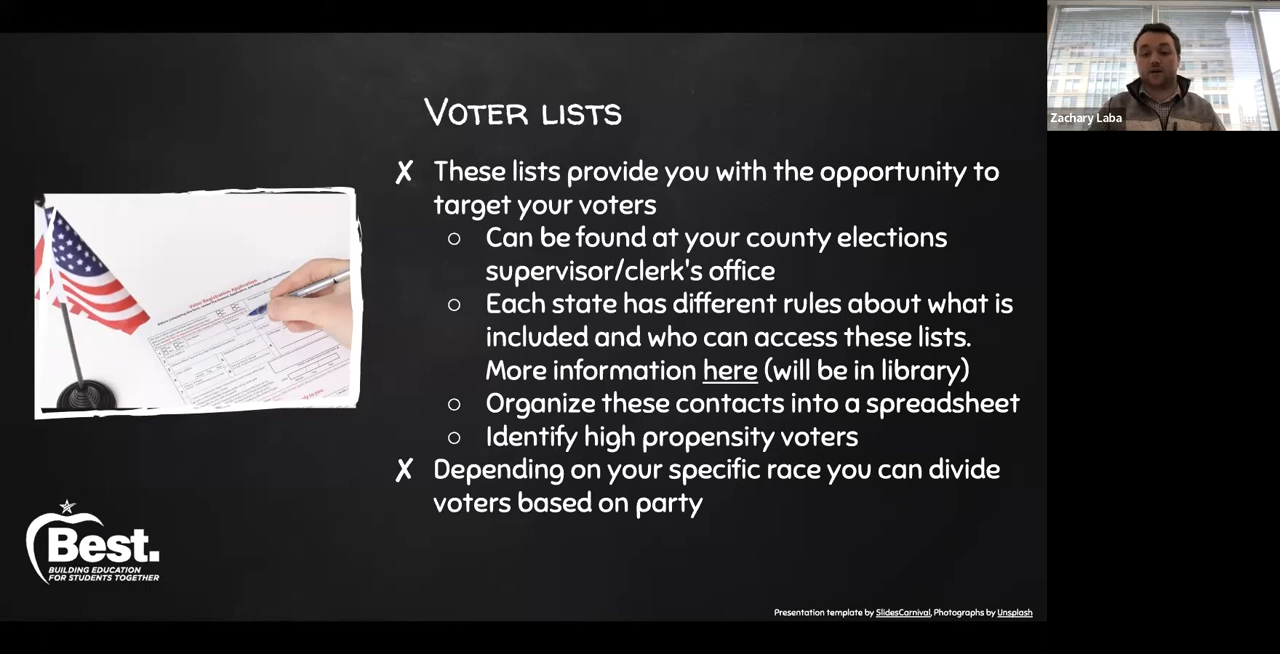 Zachary Laba
Voter lists
✗ These lists provide you with the opportunity to
target your voters
○ Can be found at your county elections
supervisor/clerk's office
○ Each state has different rules about what is
included and who can access these lists.
More information here (will be in library)
○ Organize these contacts into a spreadsheet
○ Identify high propensity voters
✗ Depending on your specific race you can divide
voters based on party
Voter Registration Application
Best.
BUILDING EDUCATION
FOR STUDENTS TOGETHER
Presentation template by SlidesCarnival, Photographs by Unsplash